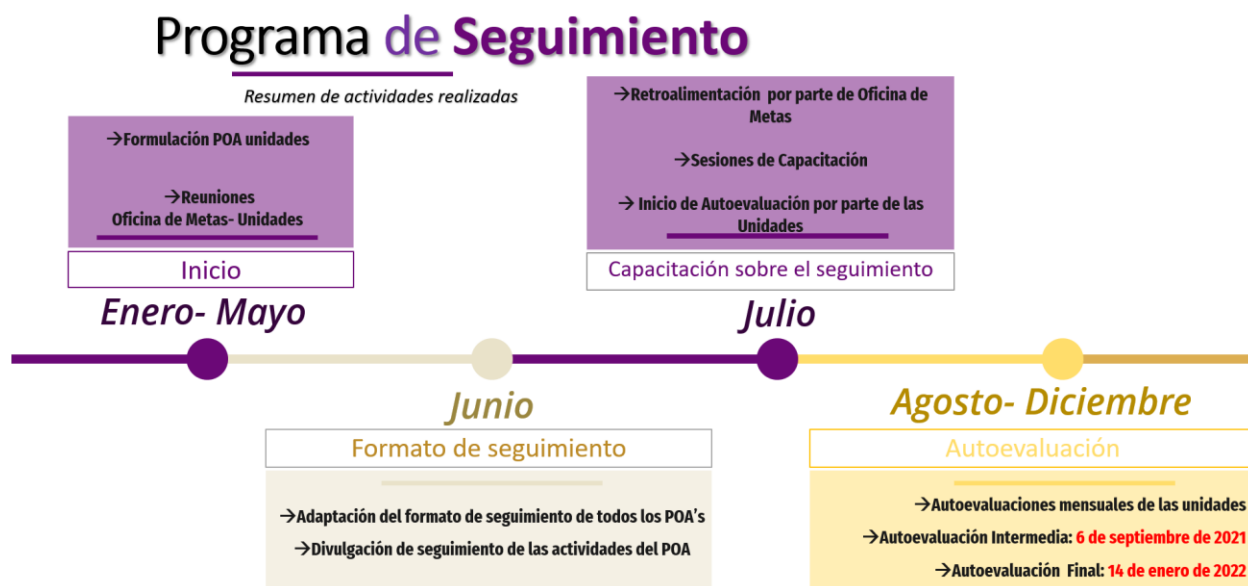 Programa de Seguimiento
Resumen de actividades realizadas
→Formulación POA unidades
→Reuniones
Oficina de Metas- Unidades
Inicio
Enero- Mayo
→Retroalimentación por parte de Oficina de
Metas
→Sesiones de Capacitación
→ Inicio de Autoevaluación por parte de las
Unidades
Capacitación sobre el seguimiento
Julio
Junio
Formato de seguimiento
→Adaptación del formato de seguimiento de todos los POA's
→Divulgación de seguimiento de las actividades del POA
Agosto- Diciembre
Autoevaluación
→Autoevaluaciones mensuales de las unidades
→Autoevaluación Intermedia: 6 de septiembre de 2021
→Autoevaluación Final: 14 de enero de 2022